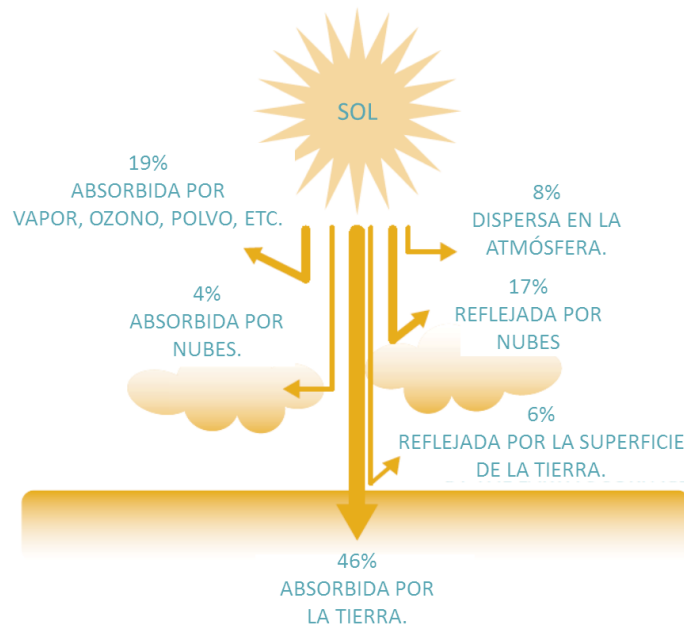 SOL
19%
ABSORBIDA POR
VAPOR, OZONO, POLVO, ETC.
8%
DISPERSA EN LA
ATMÓSFERA.
4%
ABSORBIDA POR
NUBES.
17%
REFLEJADA POR
NUBES
6%
REFLEJADA POR LA SUPERFICIE
DE LA TIERRA.
46%
ABSORBIDA POR
LA TIERRA.